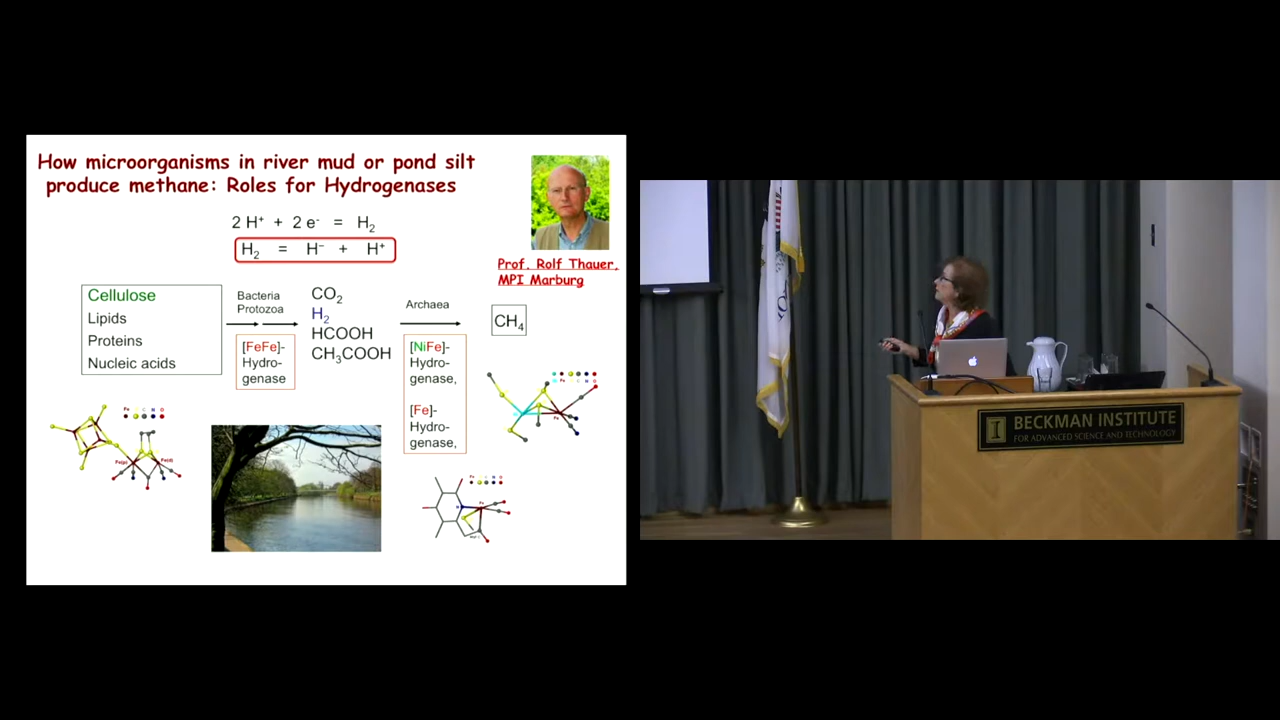 How microorganisms in river mud or pond silt
produce methane: Roles for Hydrogenases
2 H⁺ + 2 e⁻ = H₂
H₂ = H⁻ + H⁺
Prof. Rolf Thauer,
MPI Marburg
Cellulose
Lipids
Proteins
Nucleic acids
Bacteria
Protozoa
[FeFe]-
Hydro-
genase
CO₂
H₂
HCOOH
CH₃COOH
Archaea
[NiFe]-
Hydro-
genase,
[Fe]-
Hydro-
genase,
CH₄
BECKMAN INSTITUTE
FOR ADVANCED SCIENCE AND TECHNOLOGY